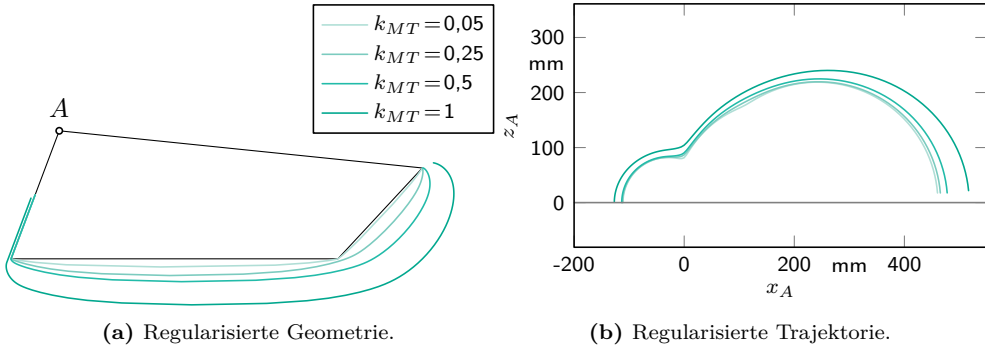 k_MT = 0,05
k_MT = 0,25
k_MT = 0,5
k_MT = 1
A
(a) Regularisierte Geometrie.
300
mm
200
100
0
z_A
-200 0 200 mm 400
x_A
(b) Regularisierte Trajektorie.